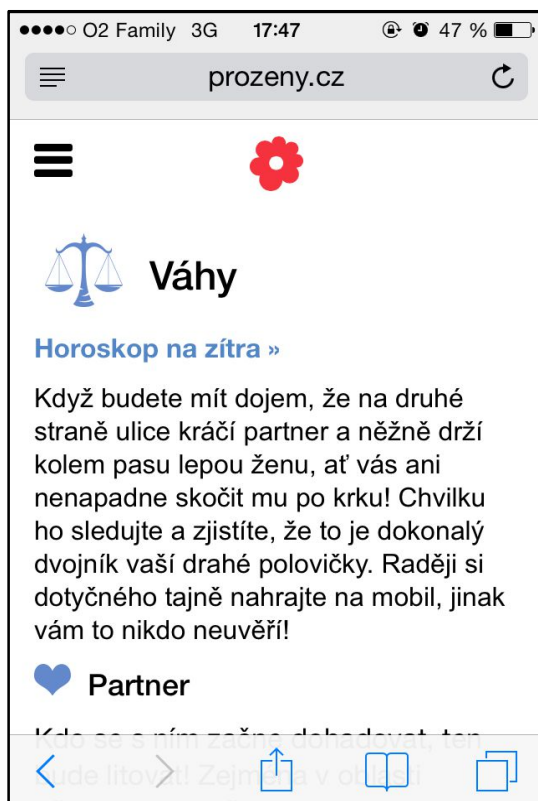 O2 Family 3G 17:47 47 %
prozeny.cz
Váhy
Horoskop na zítra »
Když budete mít dojem, že na druhé
straně ulice kráčí partner a něžně drží
kolem pasu lepou ženu, ať vás ani
nenapadne skočit mu po krku! Chvilku
ho sledujte a zjistíte, že to je dokonalý
dvojník vaší drahé polovičky. Raději si
dotyčného tajně nahrajte na mobil, jinak
vám to nikdo neuvěří!
Partner
Kdo se s ním začne dohadovat, ten
bude litovat! Zejména v oblasti